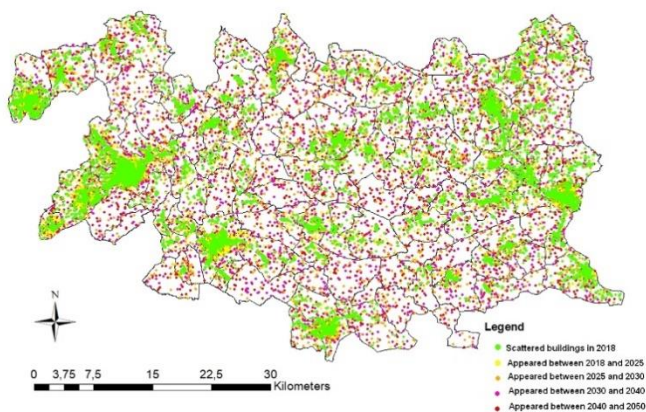 N
0 3,75 7,5 15 22,5 30
Kilometers
Legend
Scattered buildings in 2018
Appeared between 2018 and 2025
Appeared between 2025 and 2030
Appeared between 2030 and 2040
Appeared between 2040 and 2050